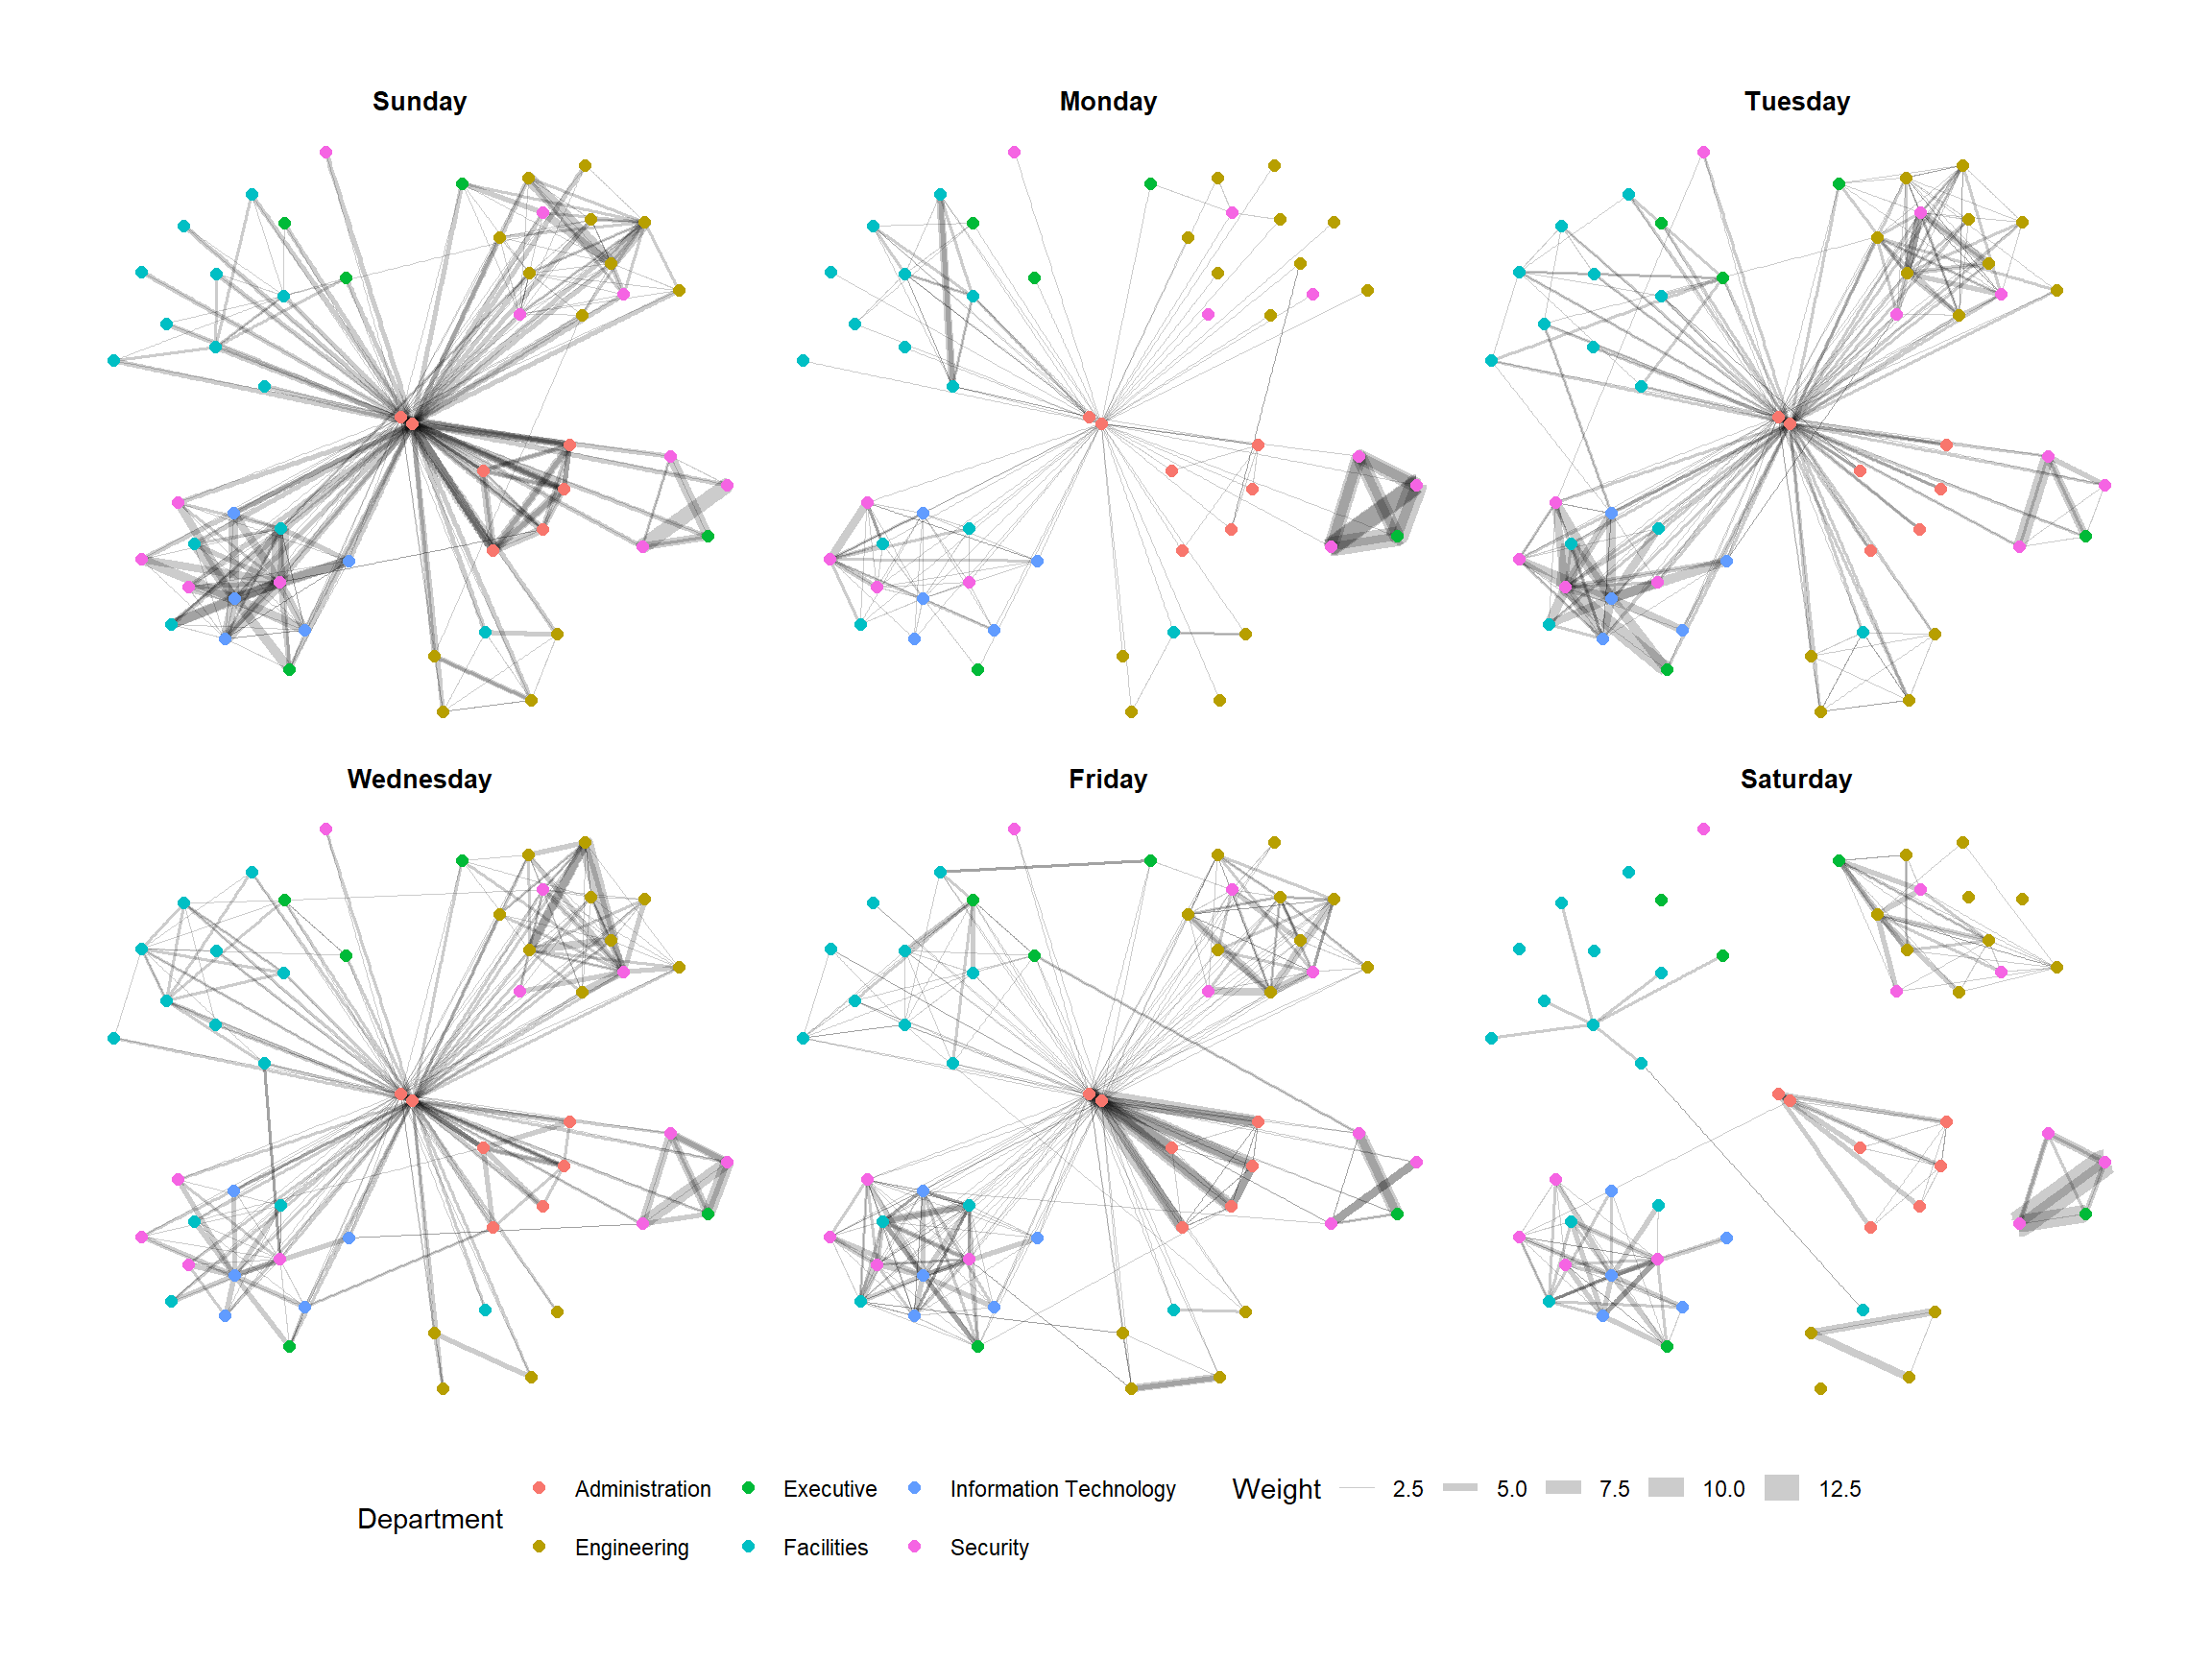 Sunday
Monday
Tuesday
Wednesday
Friday
Saturday
Department
Administration
Executive
Information Technology
Engineering
Facilities
Security
Weight
2.5
5.0
7.5
10.0
12.5